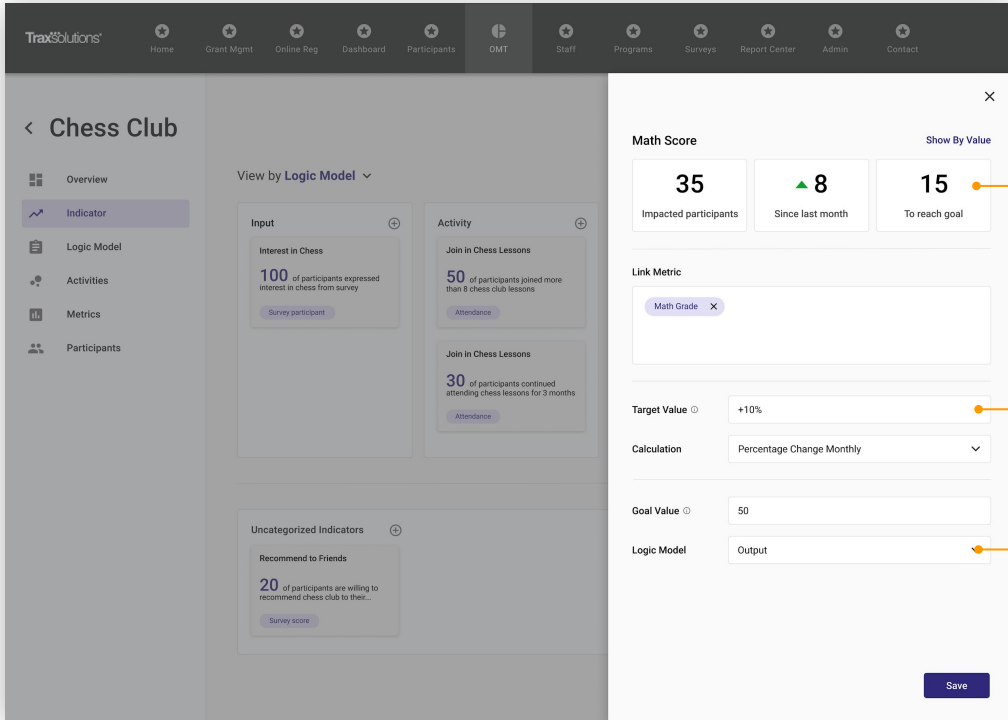 TraxSolutions®
Home
Grant Mgmt
Online Reg
Dashboard
Participants
OMT
Staff
Programs
Surveys
Report Center
Admin
Contact
Chess Club
Overview
Indicator
Logic Model
Activities
Metrics
Participants
View by Logic Model
Input
Interest in Chess
100 of participants expressed
interest in chess from survey
Survey participant
Activity
Join in Chess Lessons
50 of participants joined more
than 8 chess club lessons
Attendance
Join in Chess Lessons
30 of participants continued
attending chess lessons for 3 months
Attendance
Uncategorized Indicators
Recommend to Friends
20 of participants are willing to
recommend chess club to their...
Survey score
Math Score
Show By Value
35
Impacted participants
8
Since last month
15
To reach goal
Link Metric
Math Grade
Target Value
+10%
Calculation
Percentage Change Monthly
Goal Value
50
Logic Model
Output
Save